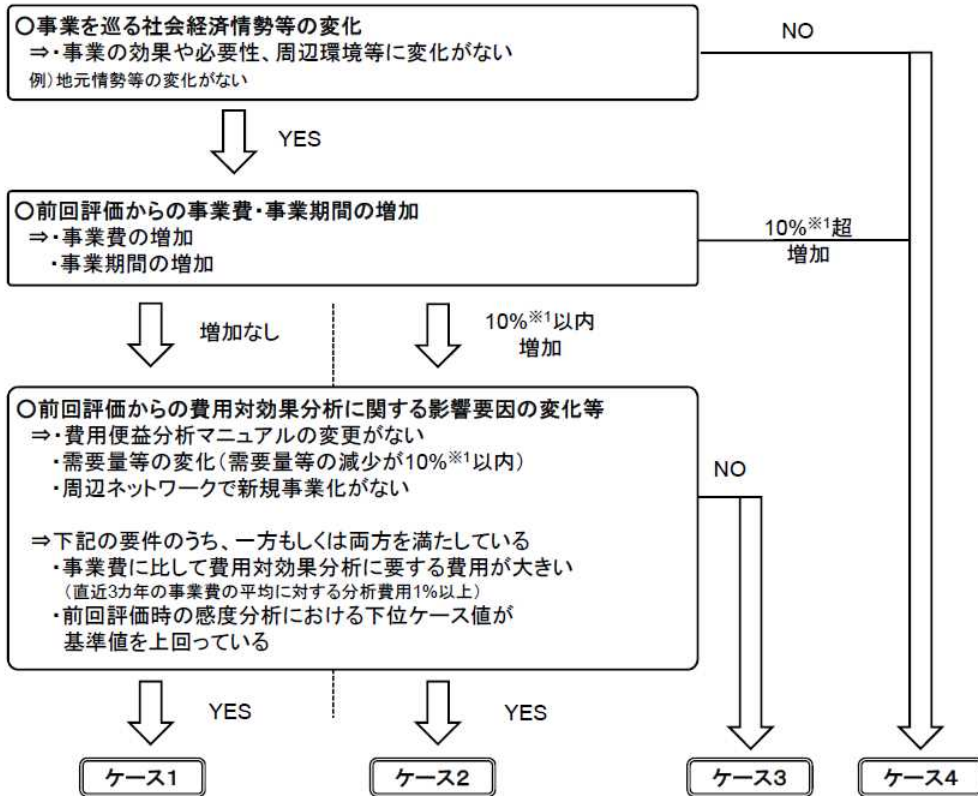 ○事業を巡る社会経済情勢等の変化
⇒・事業の効果や必要性、周辺環境等に変化がない
例）地元情勢等の変化がない
NO
YES
○前回評価からの事業費・事業期間の増加
⇒・事業費の増加
・事業期間の増加
10%※1超
増加
増加なし
10%※1以内
増加
○前回評価からの費用対効果分析に関する影響要因の変化等
⇒・費用便益分析マニュアルの変更がない
・需要量等の変化（需要量等の減少が10%※1以内）
・周辺ネットワークで新規事業化がない
NO
⇒下記の要件のうち、一方もしくは両方を満たしている
・事業費に比して費用対効果分析に要する費用が大きい
（直近3カ年の事業費の平均に対する分析費用1%以上）
・前回評価時の感度分析における下位ケース値が
基準値を上回っている
YES
YES
ケース1
ケース2
ケース3
ケース4